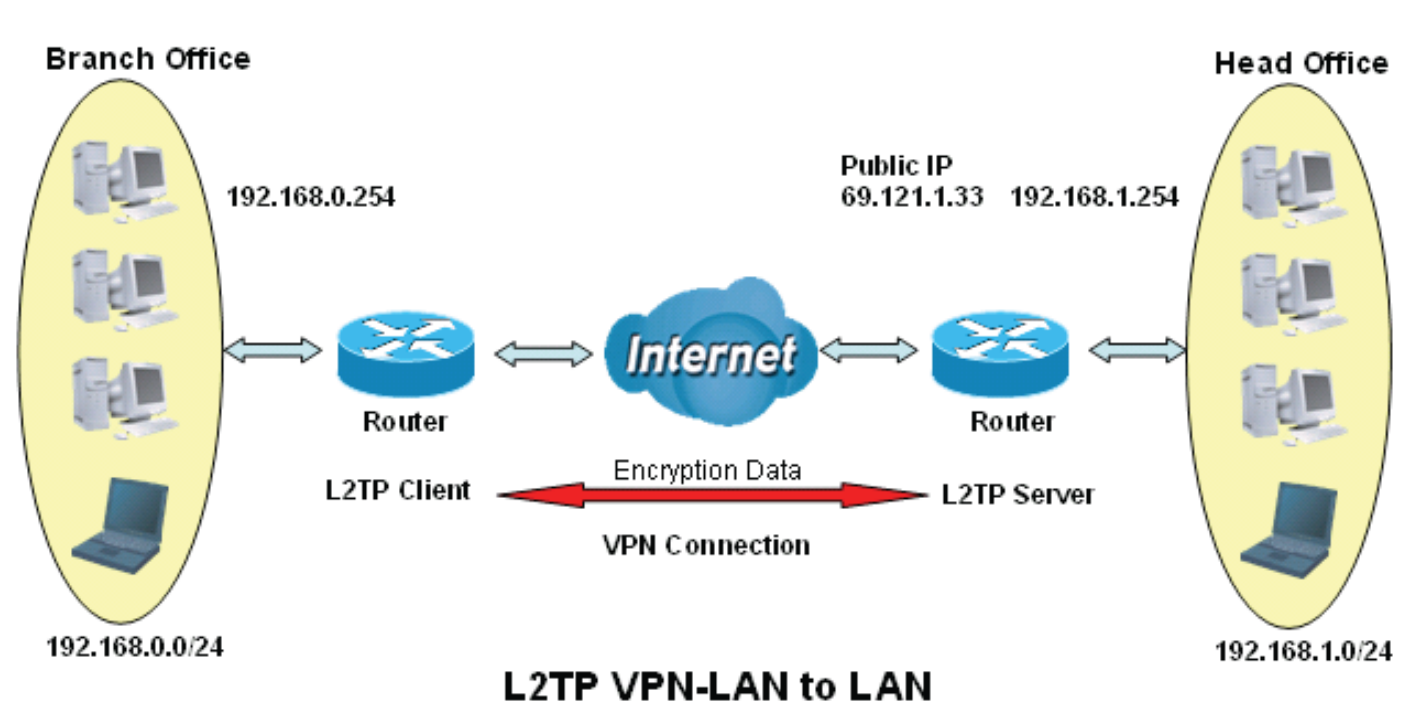 Branch Office
Head Office
192.168.0.254
Public IP
69.121.1.33 192.168.1.254
Internet
Router
Router
L2TP Client
Encryption Data
L2TP Server
VPN Connection
192.168.0.0/24
192.168.1.0/24
L2TP VPN-LAN to LAN